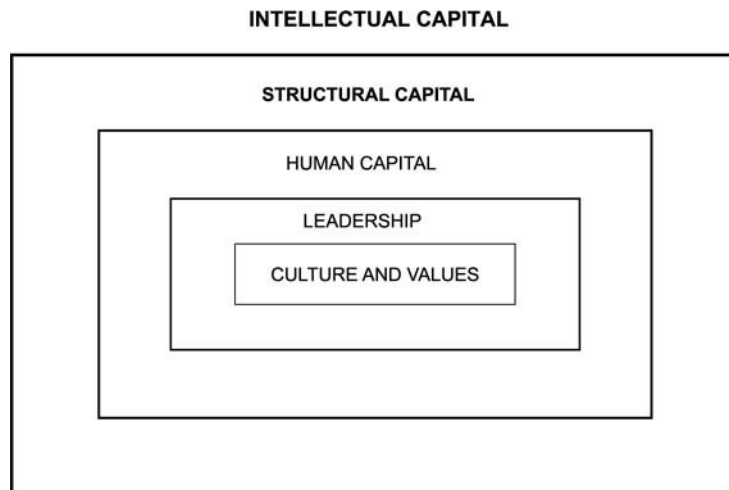 INTELLECTUAL CAPITAL
STRUCTURAL CAPITAL
HUMAN CAPITAL
LEADERSHIP
CULTURE AND VALUES